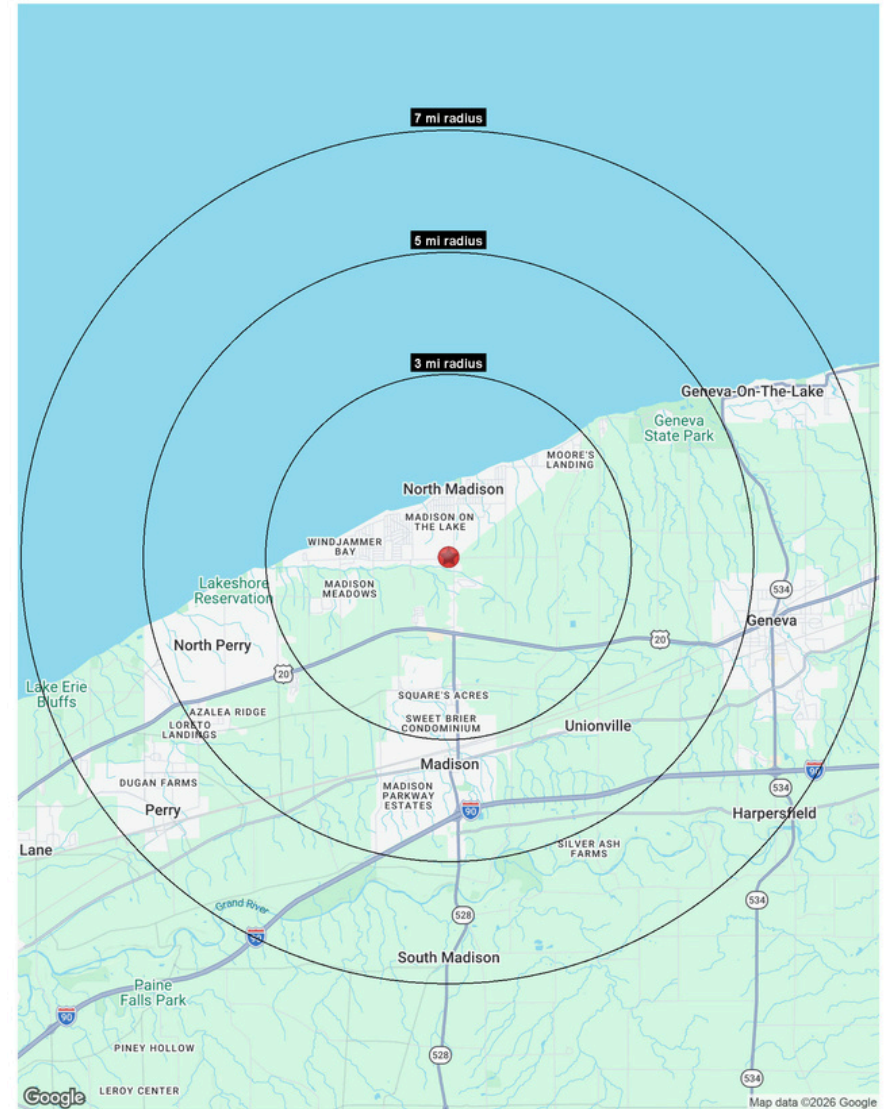 7 mi radius
5 mi radius
3 mi radius
Geneva-On-The-Lake
Geneva
State Park
MOORE'S
LANDING
North Madison
MADISON ON
THE LAKE
WINDJAMMER
BAY
Lakeshore
Reservation
MADISON
MEADOWS
534
Geneva
20
North Perry
20
Lake Erie
Bluffs
SQUARE'S ACRES
AZALEA RIDGE
LORETO
LANDINGS
SWEET BRIER
CONDOMINIUM
Unionville
Madison
90
DUGAN FARMS
MADISON
PARKWAY
ESTATES
534
Perry
90
Harpersfield
Lane
SILVER ASH
FARMS
534
Grand River
528
90
South Madison
Paine
Falls Park
90
PINEY HOLLOW
528
534
LEROY CENTER
Google
Map data ©2026 Google